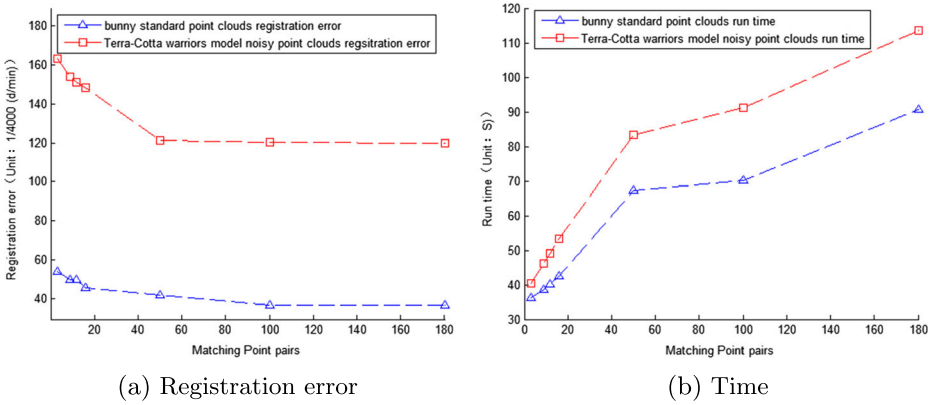 bunny standard point clouds registration error
Terra-Cotta warriors model noisy point clouds regsitration error
Registration error（Unit：1/4000 (d/min)）
180
160
140
120
100
80
60
40
20 40 60 80 100 120 140 160 180
Matching Point pairs
(a) Registration error
bunny standard point clouds run time
Terra-Cotta warriors model noisy point clouds run time
Run time（Unit：S)）
120
110
100
90
80
70
60
50
40
30
0 20 40 60 80 100 120 140 160 180
Matching Point pairs
(b) Time